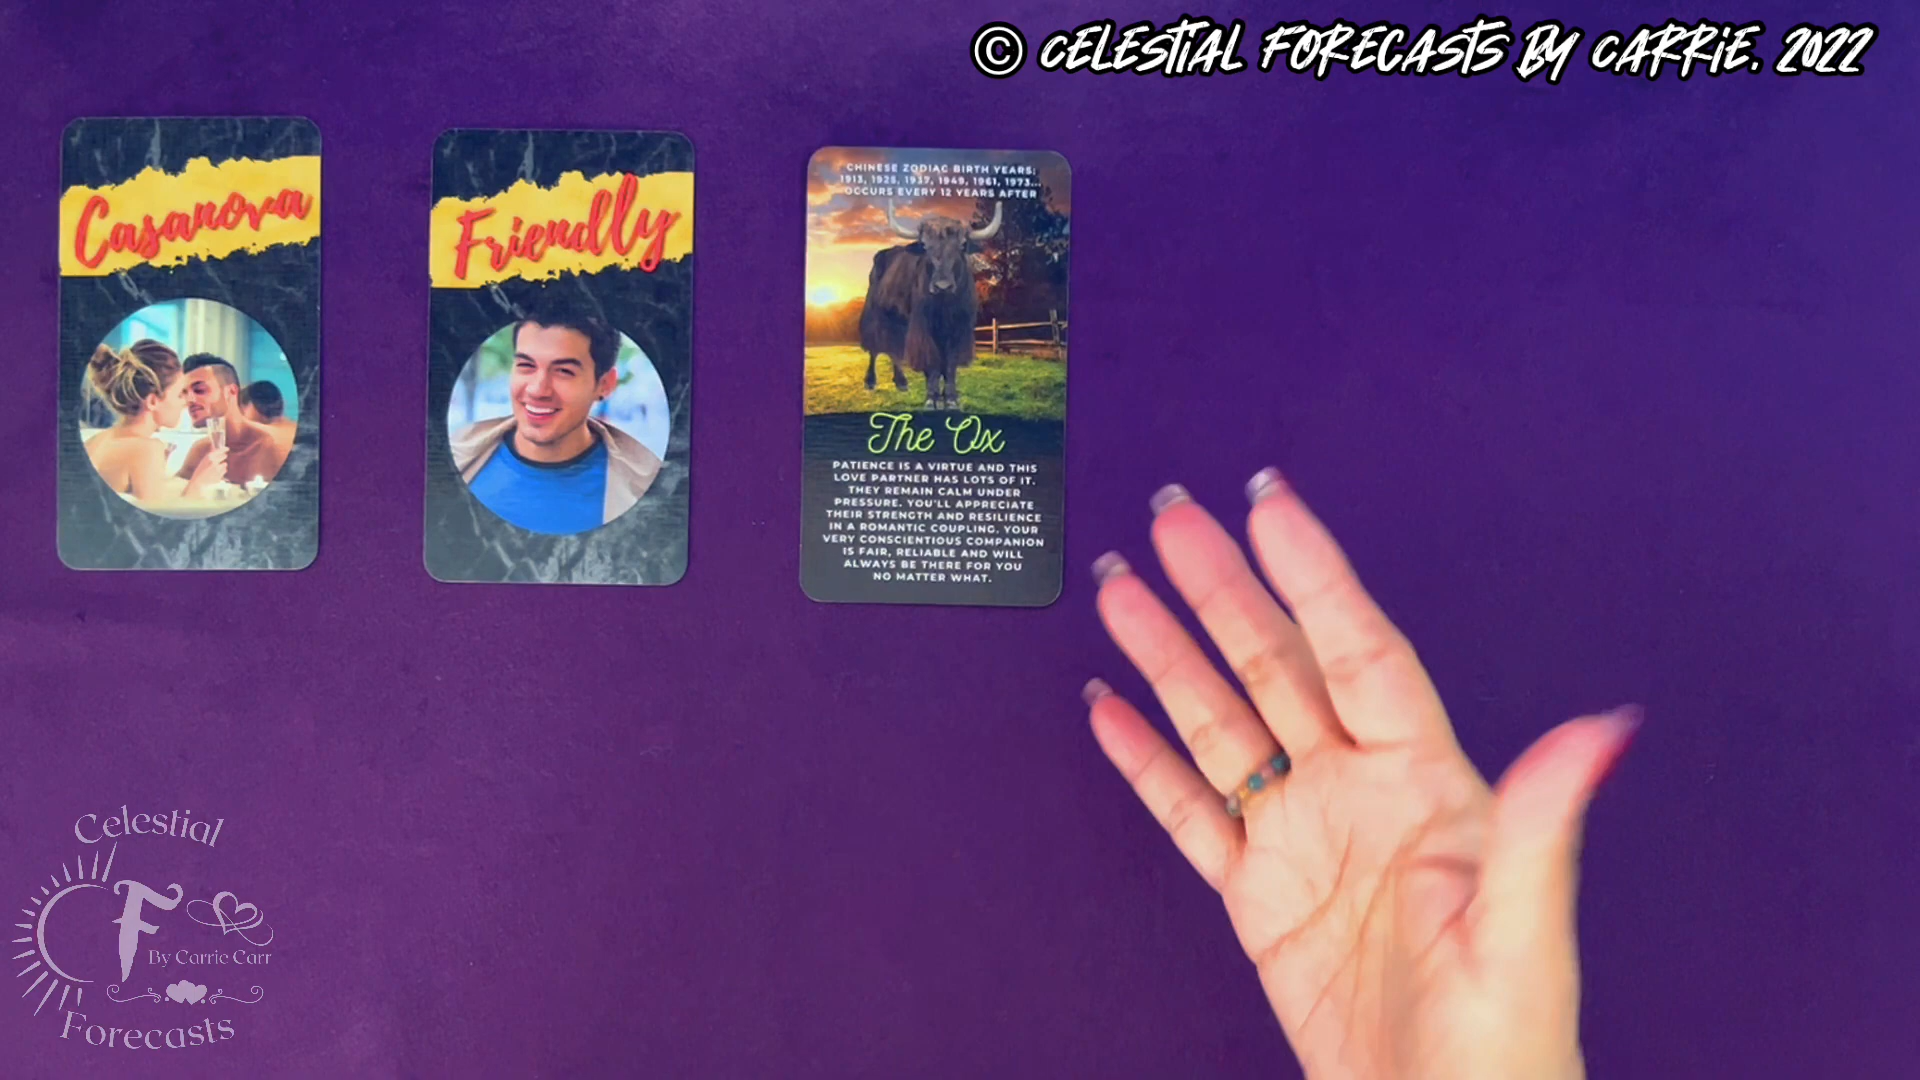 © CELESTIAL FORECASTS BY CARRIE. 2022
Casanova
Friendly
CHINESE ZODIAC BIRTH YEARS:
1913, 1925, 1937, 1949, 1961, 1973...
OCCURS EVERY 12 YEARS AFTER
The Ox
PATIENCE IS A VIRTUE AND THIS
LOVE PARTNER HAS LOTS OF IT.
THEY REMAIN CALM UNDER
PRESSURE. YOU'LL APPRECIATE
THEIR STRENGTH AND RESILIENCE
IN A ROMANTIC COUPLING. YOUR
VERY CONSCIENTIOUS COMPANION
IS FAIR, RELIABLE AND WILL
ALWAYS BE THERE FOR YOU
NO MATTER WHAT.
Celestial
F
By Carrie Carr
Forecasts